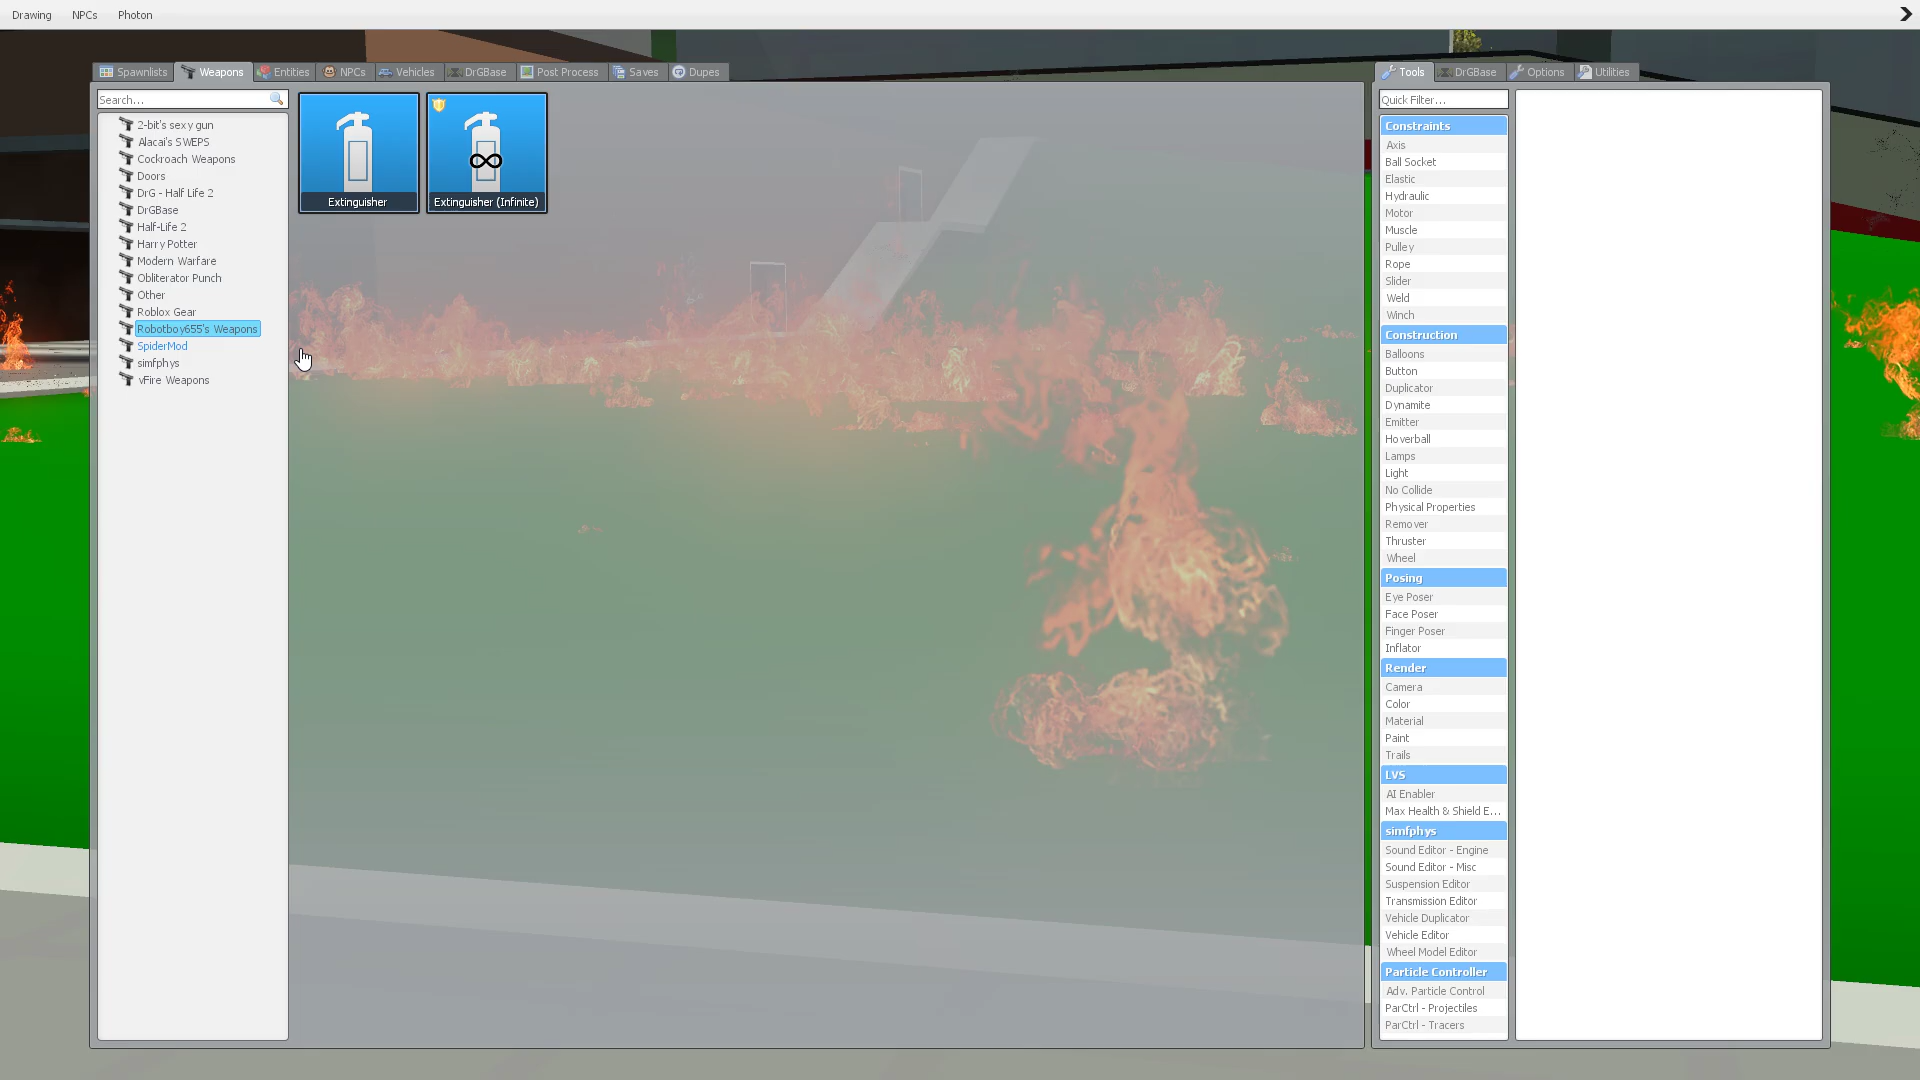 Drawing NPCs Photon
Spawnlists Weapons Entities NPCs Vehicles DrGBase Post Process Saves Dupes
Search...
2-bit's sexy gun
Alacai's SWEPS
Cockroach Weapons
Doors
DrG - Half Life 2
DrGBase
Half-Life 2
Harry Potter
Modern Warfare
Obliterator Punch
Other
Roblox Gear
Robotboy655's Weapons
SpiderMod
simfphys
vFire Weapons
Extinguisher
Extinguisher (Infinite)
Tools DrGBase Options Utilities
Quick Filter...
Constraints
Axis
Ball Socket
Elastic
Hydraulic
Motor
Muscle
Pulley
Rope
Slider
Weld
Winch
Construction
Balloons
Button
Duplicator
Dynamite
Emitter
Hoverball
Lamps
Light
No Collide
Physical Properties
Remover
Thruster
Wheel
Posing
Eye Poser
Face Poser
Finger Poser
Inflator
Render
Camera
Color
Material
Paint
Trails
LVS
AI Enabler
Max Health & Shield E...
simfphys
Sound Editor - Engine
Sound Editor - Misc
Suspension Editor
Transmission Editor
Vehicle Duplicator
Vehicle Editor
Wheel Model Editor
Particle Controller
Adv. Particle Control
ParCtrl - Projectiles
ParCtrl - Tracers